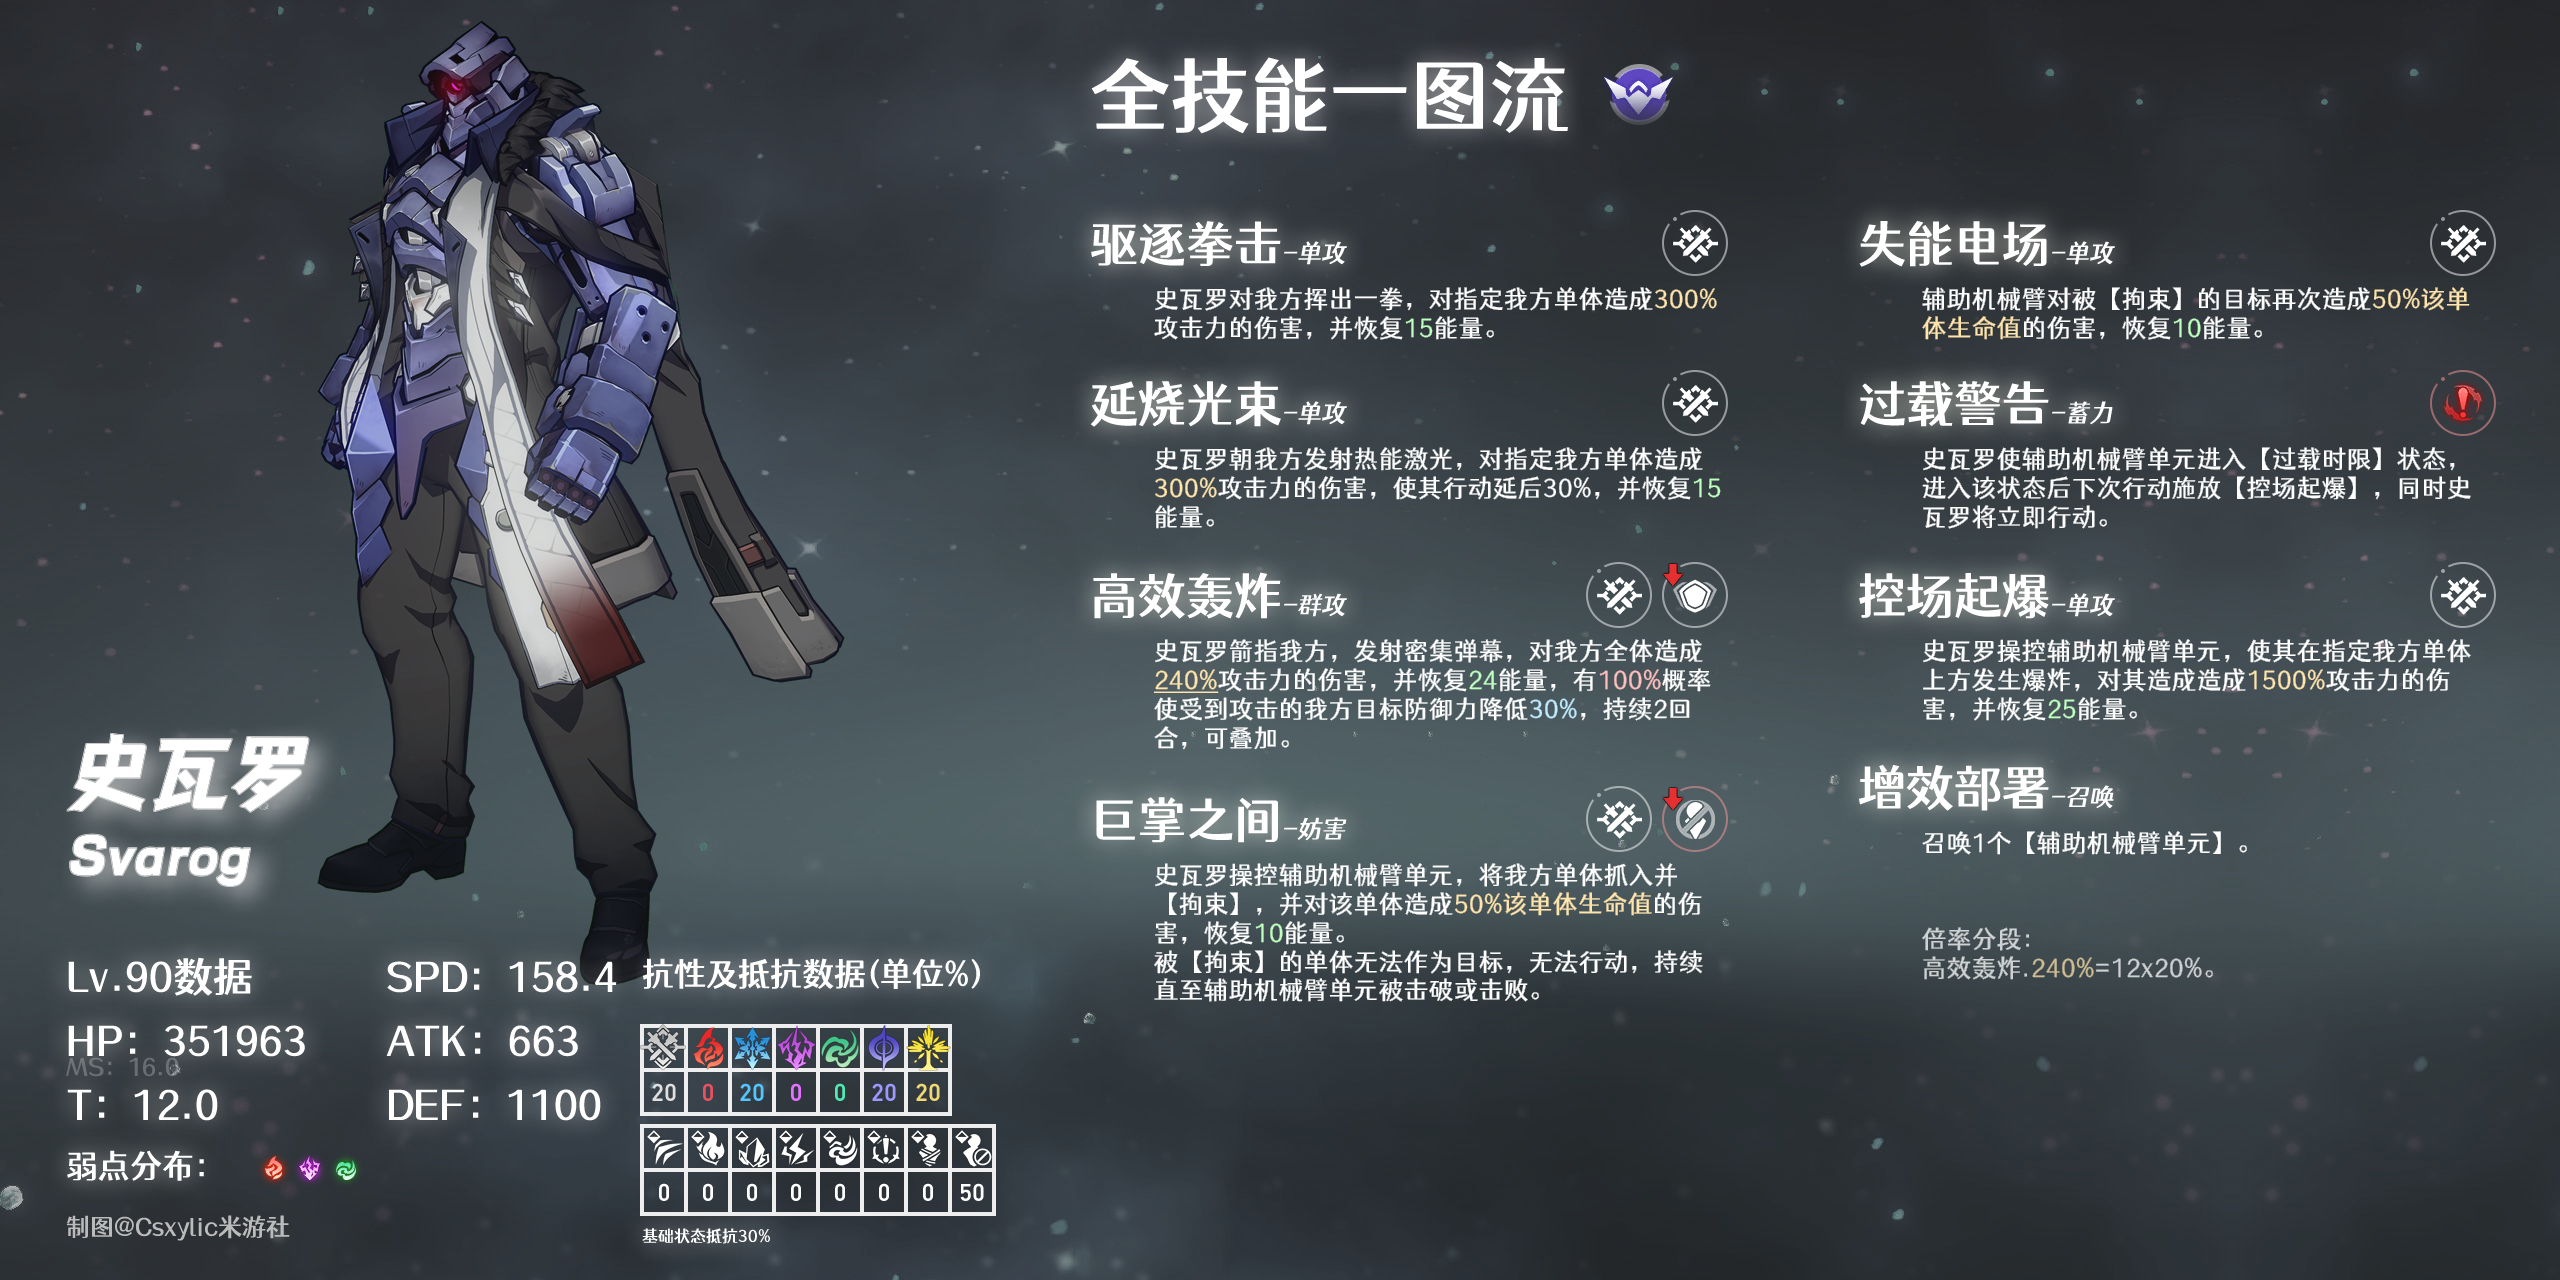 全技能一图流
驱逐拳击-单攻
史瓦罗对我方挥出一拳，对指定我方单体造成300%
攻击力的伤害，并恢复15能量。
延烧光束-单攻
史瓦罗朝我方发射热能激光，对指定我方单体造成
300%攻击力的伤害，使其行动延后30%，并恢复15
能量。
高效轰炸-群攻
史瓦罗箭指我方，发射密集弹幕，对我方全体造成
240%攻击力的伤害，并恢复24能量，有100%概率
使受到攻击的我方目标防御力降低30%，持续2回
合，可叠加。
巨掌之间-妨害
史瓦罗操控辅助机械臂单元，将我方单体抓入并
【拘束】，并对该单体造成50%该单体生命值的伤
害，恢复10能量。
被【拘束】的单体无法作为目标，无法行动，持续
直至辅助机械臂单元被击破或击败。
失能电场-单攻
辅助机械臂对被【拘束】的目标再次造成50%该单
体生命值的伤害，恢复10能量。
过载警告-蓄力
史瓦罗使辅助机械臂单元进入【过载时限】状态，
进入该状态后下次行动施放【控场起爆】，同时史
瓦罗将立即行动。
控场起爆-单攻
史瓦罗操控辅助机械臂单元，使其在指定我方单体
上方发生爆炸，对其造成造成1500%攻击力的伤
害，并恢复25能量。
增效部署-召唤
召唤1个【辅助机械臂单元】。
倍率分段：
高效轰炸.240%=12x20%。
史瓦罗
Svarog
Lv.90数据
SPD：158.4
HP：351963
ATK：663
MS：16.0
T：12.0
DEF：1100
弱点分布：
制图@Csxylic米游社
抗性及抵抗数据(单位%)
20 0 20 0 0 20 20
0 0 0 0 0 0 0 50
基础状态抵抗30%